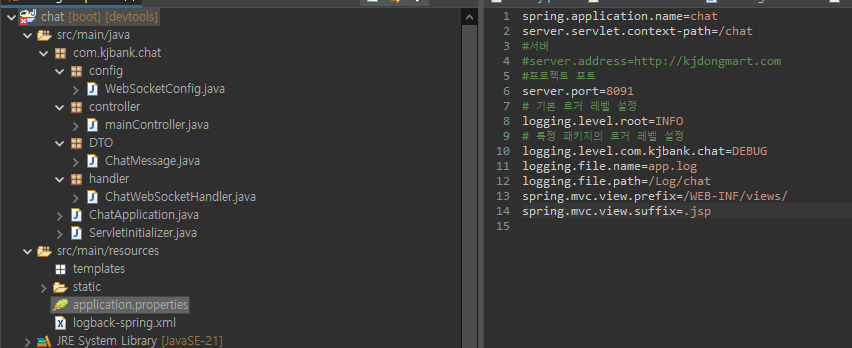 chat [boot] [devtools]
src/main/java
com.kjbank.chat
config
WebSocketConfig.java
controller
mainController.java
DTO
ChatMessage.java
handler
ChatWebSocketHandler.java
ChatApplication.java
ServletInitializer.java
src/main/resources
templates
static
application.properties
logback-spring.xml
JRE System Library [JavaSE-21]
1 spring.application.name=chat
2 server.servlet.context-path=/chat
3 #서버
4 #server.address=http://kjdongmart.com
5 #프로젝트 포트
6 server.port=8091
7 # 기본 로거 레벨 설정
8 logging.level.root=INFO
9 # 특정 패키지의 로거 레벨 설정
10 logging.level.com.kjbank.chat=DEBUG
11 logging.file.name=app.log
12 logging.file.path=/Log/chat
13 spring.mvc.view.prefix=/WEB-INF/views/
14 spring.mvc.view.suffix=.jsp
15